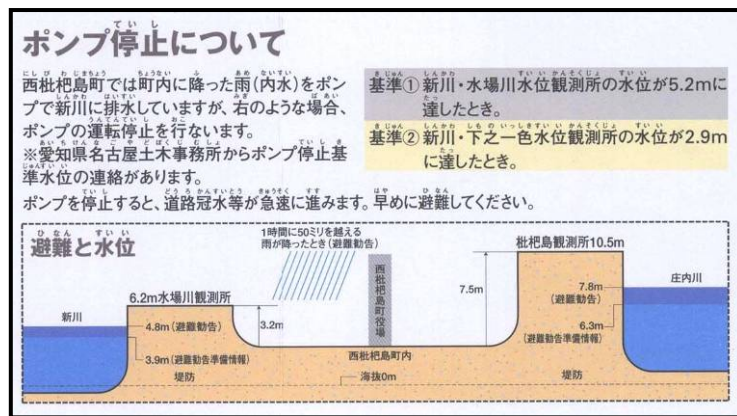 ポンプ停止について
西枇杷島町では町内に降った雨(内水)をポン
プで新川に排水していますが、右のような場合、
ポンプの運転停止を行ないます。
※愛知県名古屋土木事務所からポンプ停止基
準水位の連絡があります。
ポンプを停止すると、道路冠水等が急速に進みます。早めに避難してください。
基準① 新川・水場川水位観測所の水位が5.2mに
達したとき。
基準② 新川・下之一色水位観測所の水位が2.9m
に達したとき。
避難と水位
1時間に50ミリを越える
雨が降ったとき(避難勧告)
枇杷島観測所10.5m
6.2m水場川観測所
新川
4.8m(避難勧告)
3.9m(避難勧告準備情報)
堤防
3.2m
西枇杷島町役場
西枇杷島町内
海抜0m
7.5m
庄内川
7.8m
(避難勧告)
6.3m
(避難勧告準備情報)
堤防